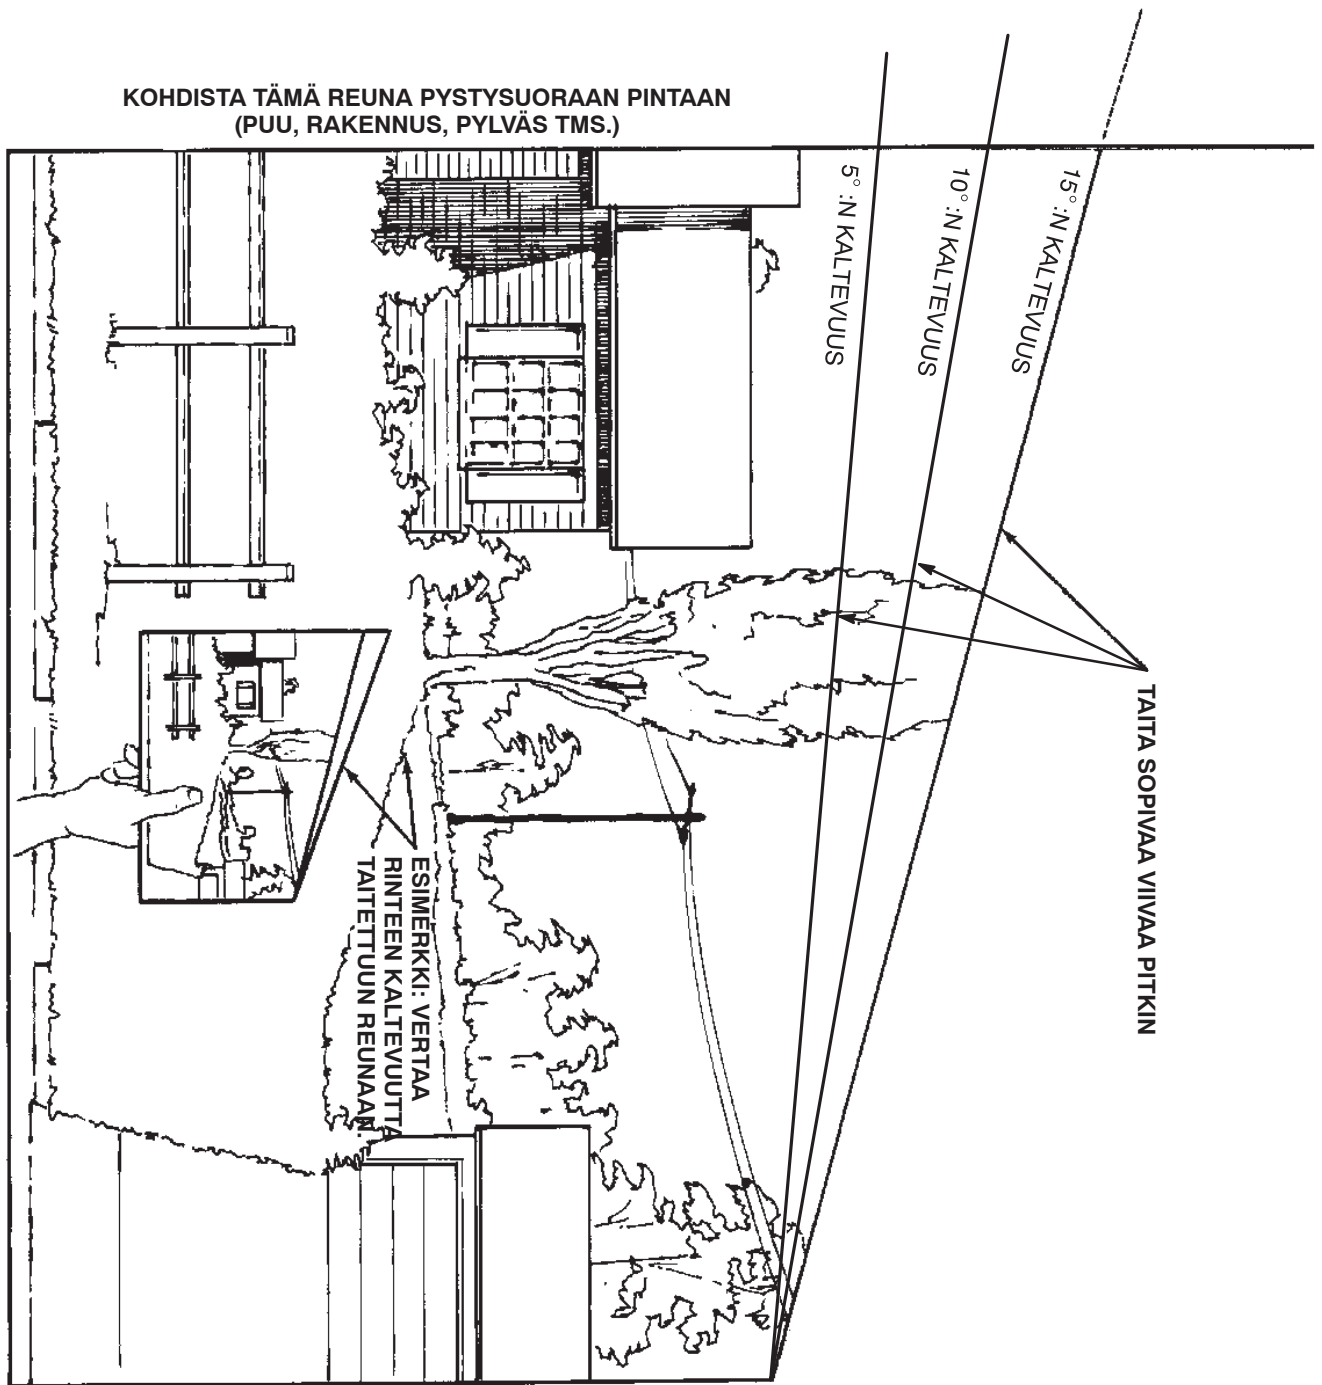 KOHDISTA TÄMÄ REUNA PYSTYSUORAAN PINTAAN
(PUU, RAKENNUS, PYLVÄS TMS.)
5° :N KALTEVUUS
10° :N KALTEVUUS
15° :N KALTEVUUS
TAITA SOPIVAA VIIVAA PITKIN
ESIMERKKI: VERTAA
RINTEEN KALTEVUUTTA
TAITETTUUN REUNAAN.